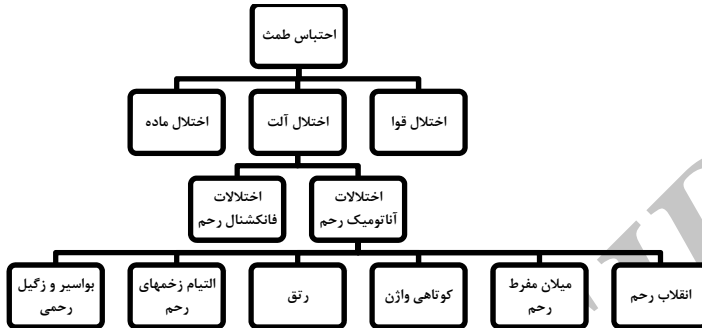 احتباس طمث
اختلال قوا
اختلال آلت
اختلال ماده
اختلالات
آناتومیک رحم
اختلالات
فانکشنال رحم
انقلاب رحم
میلان مفرط
رحم
کوتاهی واژن
رتق
التیام زخمهای
رحم
بواسیر و زگیل
رحمی